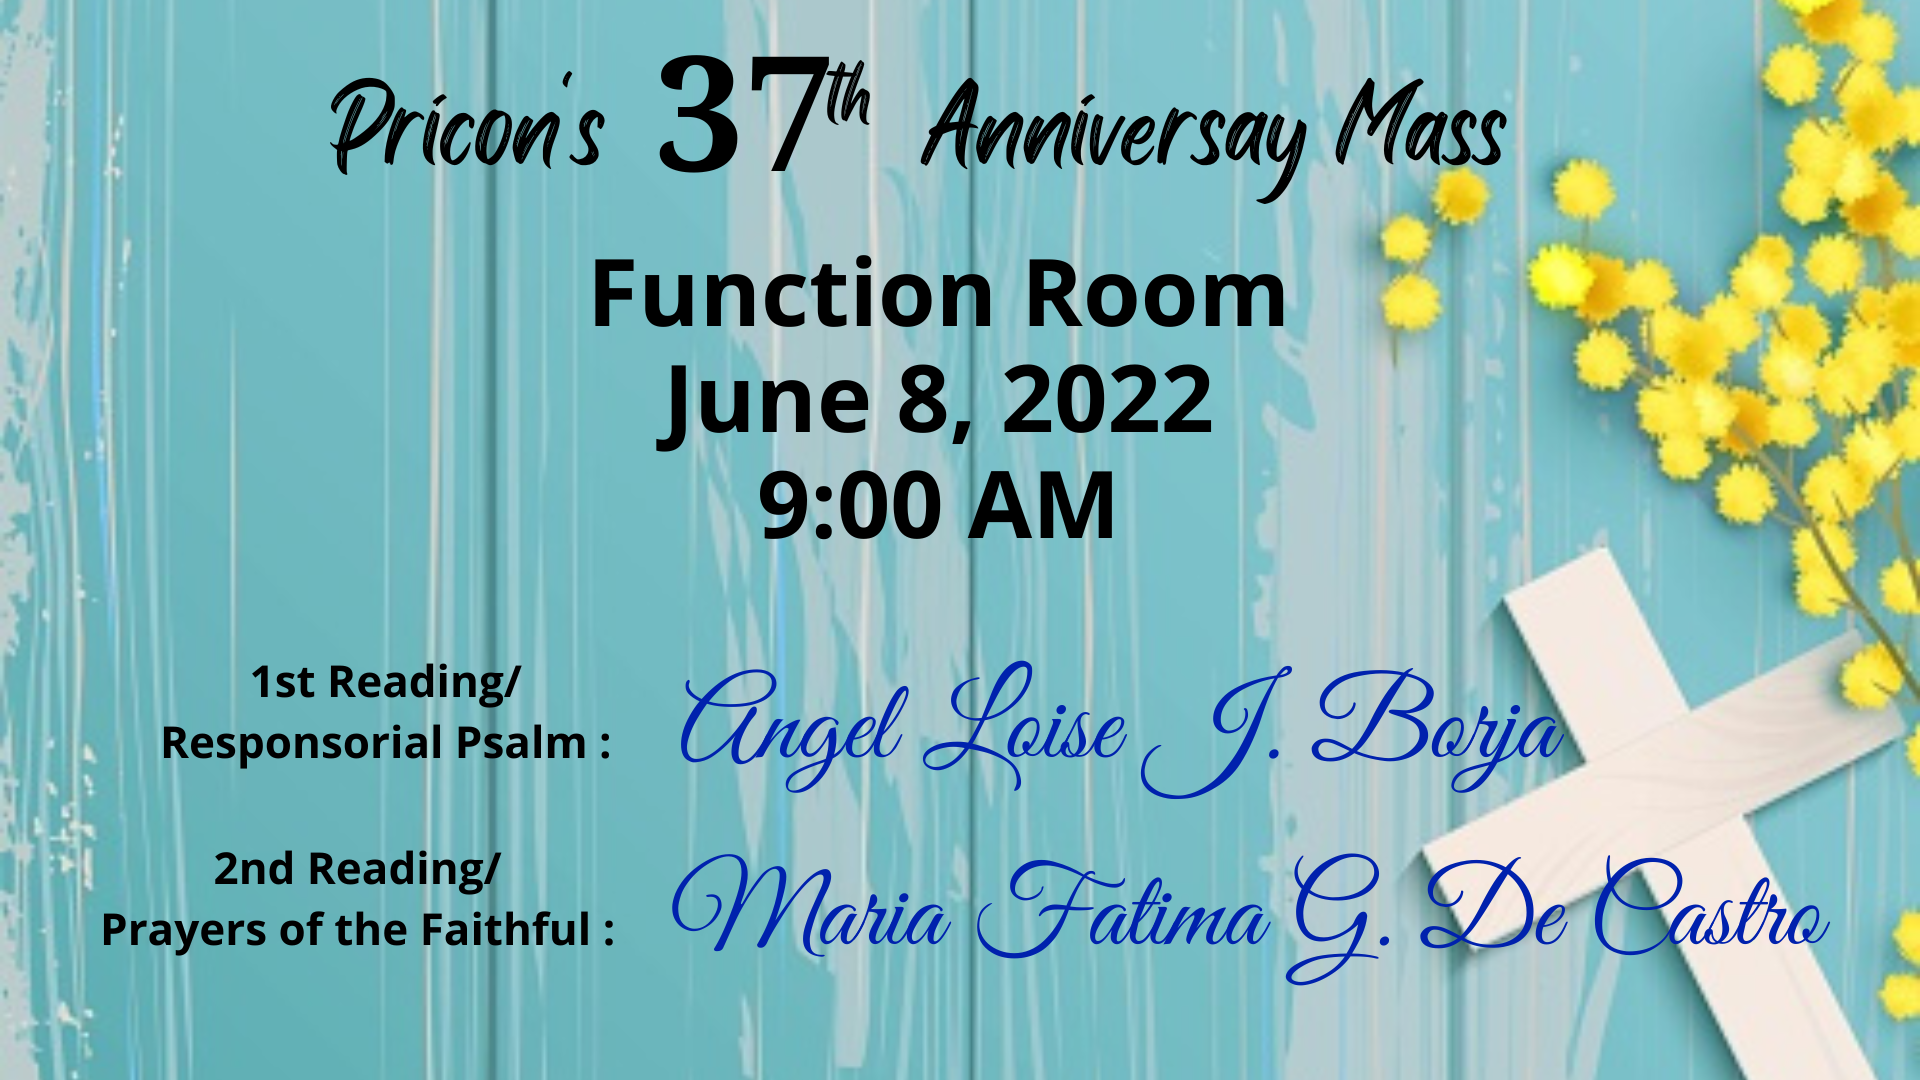 Pricon's 37th Anniversay Mass
Function Room
June 8, 2022
9:00 AM
1st Reading/
Responsorial Psalm : Angel Loise J. Borja
2nd Reading/
Prayers of the Faithful : Maria Fatima G. De Castro